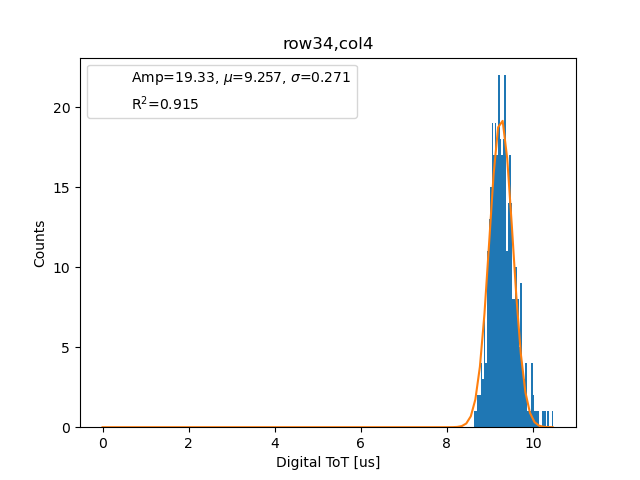 row34,col4
Amp=19.33, μ=9.257, σ=0.271
R²=0.915
20
15
10
5
0
Counts
0 2 4 6 8 10
Digital ToT [us]